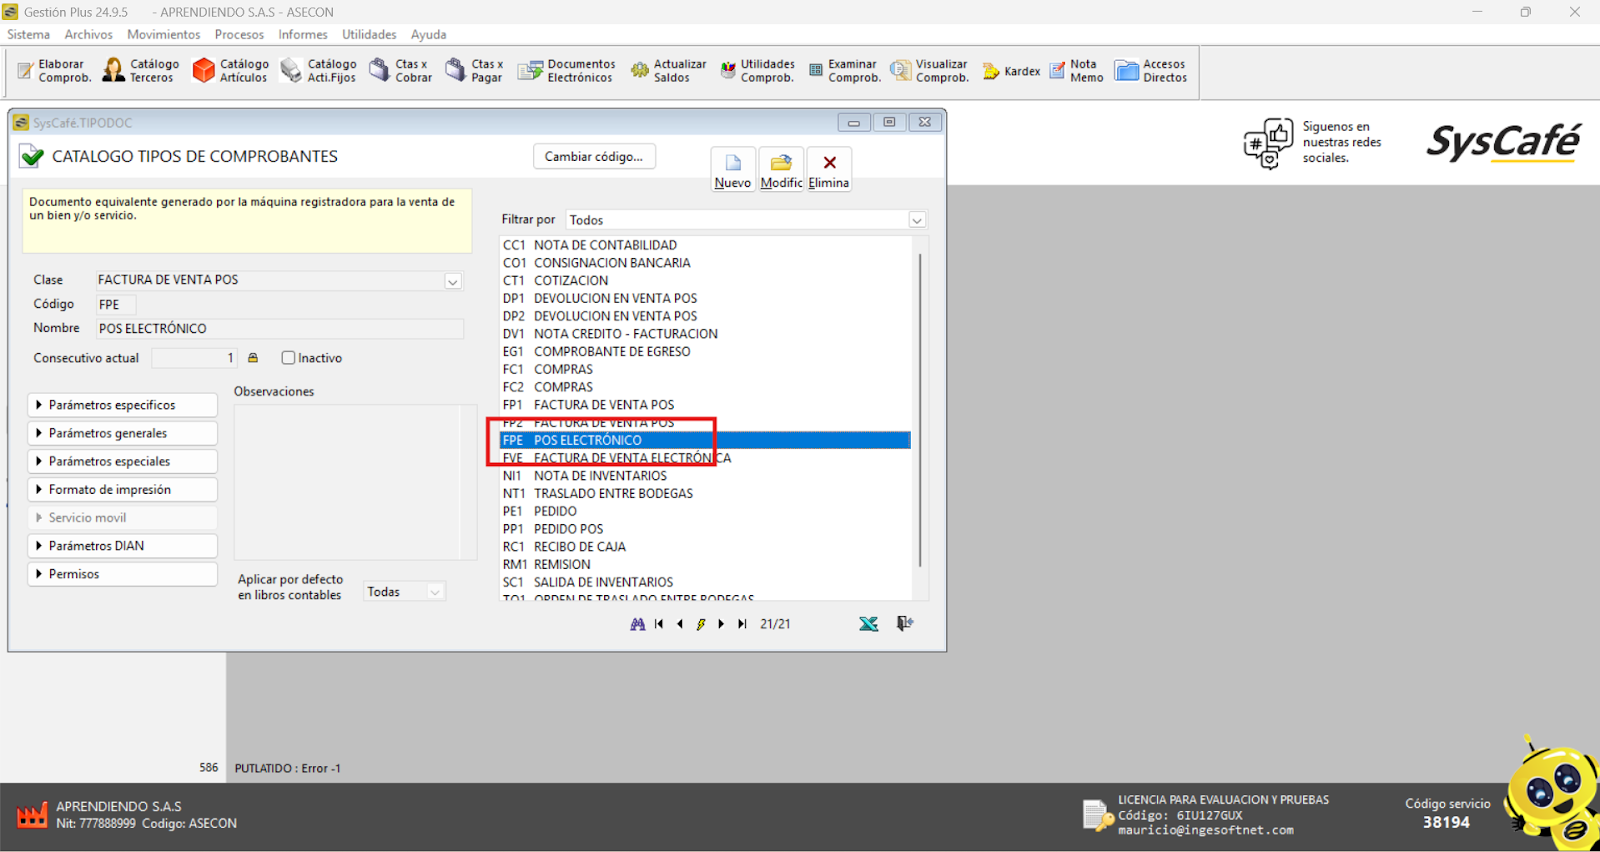 Gestión Plus 24.9.5 - APRENDIENDO S.A.S - ASECON
Sistema Archivos Movimientos Procesos Informes Utilidades Ayuda
Elaborar Comprob.
Catálogo Terceros
Catálogo Artículos
Catálogo Acti.Fijos
Ctas x Cobrar
Ctas x Pagar
Documentos Electrónicos
Actualizar Saldos
Utilidades Comprob.
Examinar Comprob.
Visualizar Comprob.
Kardex
Nota Memo
Accesos Directos
SysCafé.TIPODOC
CATALOGO TIPOS DE COMPROBANTES
Cambiar código...
Nuevo
Modific
Elimina
Siguenos en
nuestras redes
sociales.
SysCafé
Documento equivalente generado por la máquina registradora para la venta de
un bien y/o servicio.
Filtrar por Todos
Clase FACTURA DE VENTA POS
Código FPE
Nombre POS ELECTRÓNICO
Consecutivo actual 1 Inactivo
Parámetros especificos
Parámetros generales
Parámetros especiales
Formato de impresión
Servicio movil
Parámetros DIAN
Permisos
Observaciones
Aplicar por defecto
en libros contables
Todas
CC1 NOTA DE CONTABILIDAD
CO1 CONSIGNACION BANCARIA
CT1 COTIZACION
DP1 DEVOLUCION EN VENTA POS
DP2 DEVOLUCION EN VENTA POS
DV1 NOTA CREDITO - FACTURACION
EG1 COMPROBANTE DE EGRESO
FC1 COMPRAS
FC2 COMPRAS
FP1 FACTURA DE VENTA POS
FP2 FACTURA DE VENTA POS
FPE POS ELECTRÓNICO
FVE FACTURA DE VENTA ELECTRÓNICA
NI1 NOTA DE INVENTARIOS
NT1 TRASLADO ENTRE BODEGAS
PE1 PEDIDO
PP1 PEDIDO POS
RC1 RECIBO DE CAJA
RM1 REMISION
SC1 SALIDA DE INVENTARIOS
TO1 ORDEN DE TRASLADO ENTRE BODEGAS
21/21
586 PUTLATIDO : Error -1
APRENDIENDO S.A.S
Nit: 777888999 Codigo: ASECON
LICENCIA PARA EVALUACION Y PRUEBAS
Código: 6IU127GUX
mauricio@ingesoftnet.com
Código servicio
38194